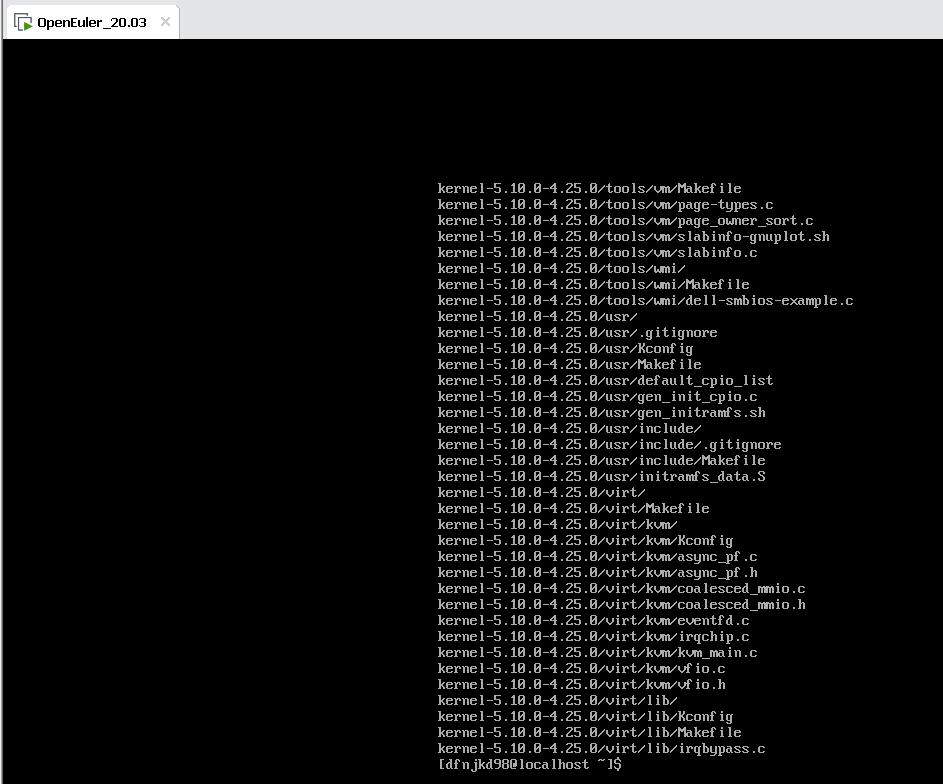 OpenEuler_20.03
kernel-5.10.0-4.25.0/tools/vm/Makefile
kernel-5.10.0-4.25.0/tools/vm/page-types.c
kernel-5.10.0-4.25.0/tools/vm/page_owner_sort.c
kernel-5.10.0-4.25.0/tools/vm/slabinfo-gnuplot.sh
kernel-5.10.0-4.25.0/tools/vm/slabinfo.c
kernel-5.10.0-4.25.0/tools/wmi/
kernel-5.10.0-4.25.0/tools/wmi/Makefile
kernel-5.10.0-4.25.0/tools/wmi/dell-smbios-example.c
kernel-5.10.0-4.25.0/usr/
kernel-5.10.0-4.25.0/usr/.gitignore
kernel-5.10.0-4.25.0/usr/Kconfig
kernel-5.10.0-4.25.0/usr/Makefile
kernel-5.10.0-4.25.0/usr/default_cpio_list
kernel-5.10.0-4.25.0/usr/gen_init_cpio.c
kernel-5.10.0-4.25.0/usr/gen_initramfs.sh
kernel-5.10.0-4.25.0/usr/include/
kernel-5.10.0-4.25.0/usr/include/.gitignore
kernel-5.10.0-4.25.0/usr/include/Makefile
kernel-5.10.0-4.25.0/usr/initramfs_data.S
kernel-5.10.0-4.25.0/virt/
kernel-5.10.0-4.25.0/virt/Makefile
kernel-5.10.0-4.25.0/virt/kvm/
kernel-5.10.0-4.25.0/virt/kvm/Kconfig
kernel-5.10.0-4.25.0/virt/kvm/async_pf.c
kernel-5.10.0-4.25.0/virt/kvm/async_pf.h
kernel-5.10.0-4.25.0/virt/kvm/coalesced_mmio.c
kernel-5.10.0-4.25.0/virt/kvm/coalesced_mmio.h
kernel-5.10.0-4.25.0/virt/kvm/eventfd.c
kernel-5.10.0-4.25.0/virt/kvm/irqchip.c
kernel-5.10.0-4.25.0/virt/kvm/kvm_main.c
kernel-5.10.0-4.25.0/virt/kvm/vfio.c
kernel-5.10.0-4.25.0/virt/kvm/vfio.h
kernel-5.10.0-4.25.0/virt/lib/
kernel-5.10.0-4.25.0/virt/lib/Kconfig
kernel-5.10.0-4.25.0/virt/lib/Makefile
kernel-5.10.0-4.25.0/virt/lib/irqbypass.c
[dfnjkd98@localhost ~]$